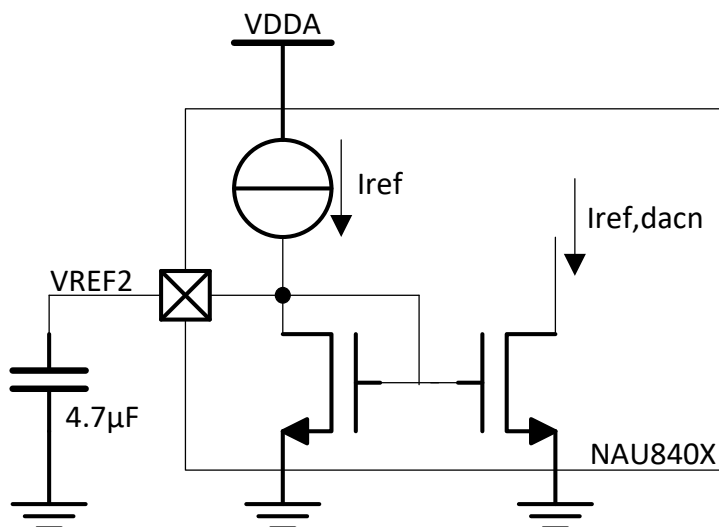 VDDA
Iref
Iref,dacn
VREF2
4.7µF
NAU840X